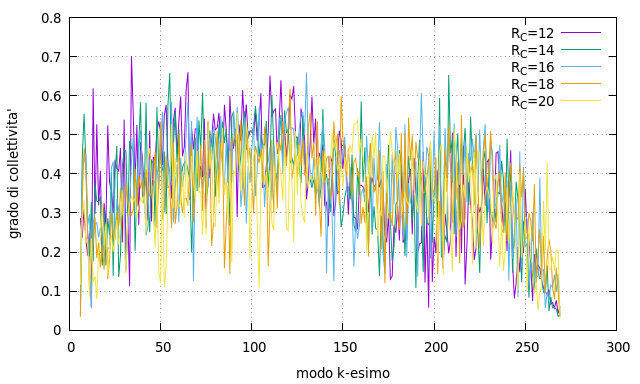 0.8
0.7
0.6
0.5
0.4
0.3
0.2
0.1
0
grado di collettivita'
R_C=12
R_C=14
R_C=16
R_C=18
R_C=20
0 50 100 150 200 250 300
modo k-esimo